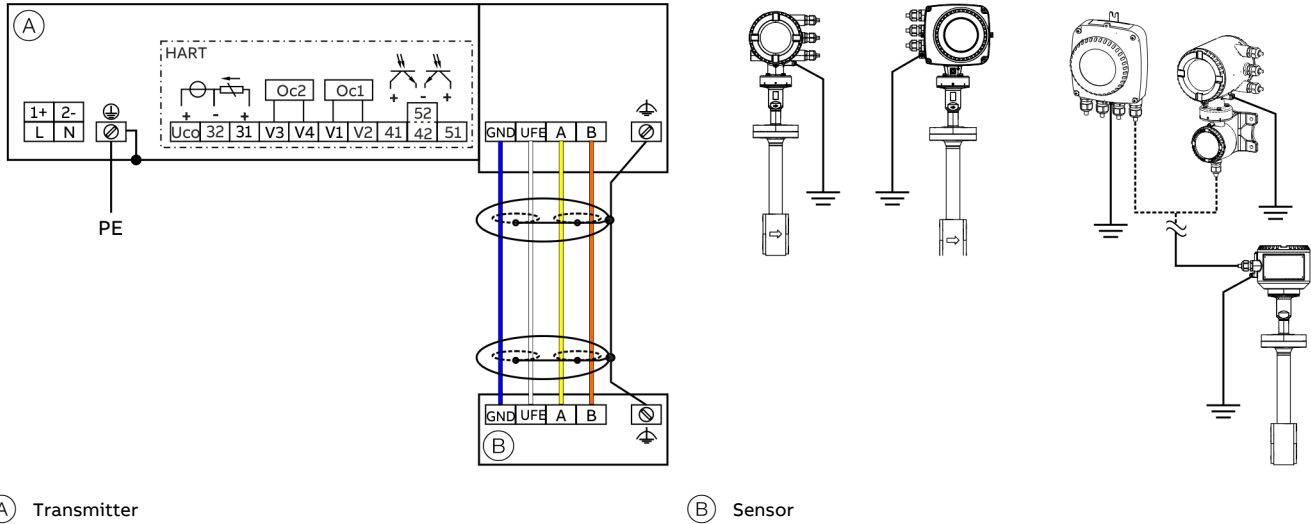 A
HART
Oc2 Oc1
+ - + + - +
1+ 2-
L N
52
Uco 32 31 V3 V4 V1 V2 41 42 51
GND UFE A B
PE
GND UFE A B
B
A Transmitter
B Sensor